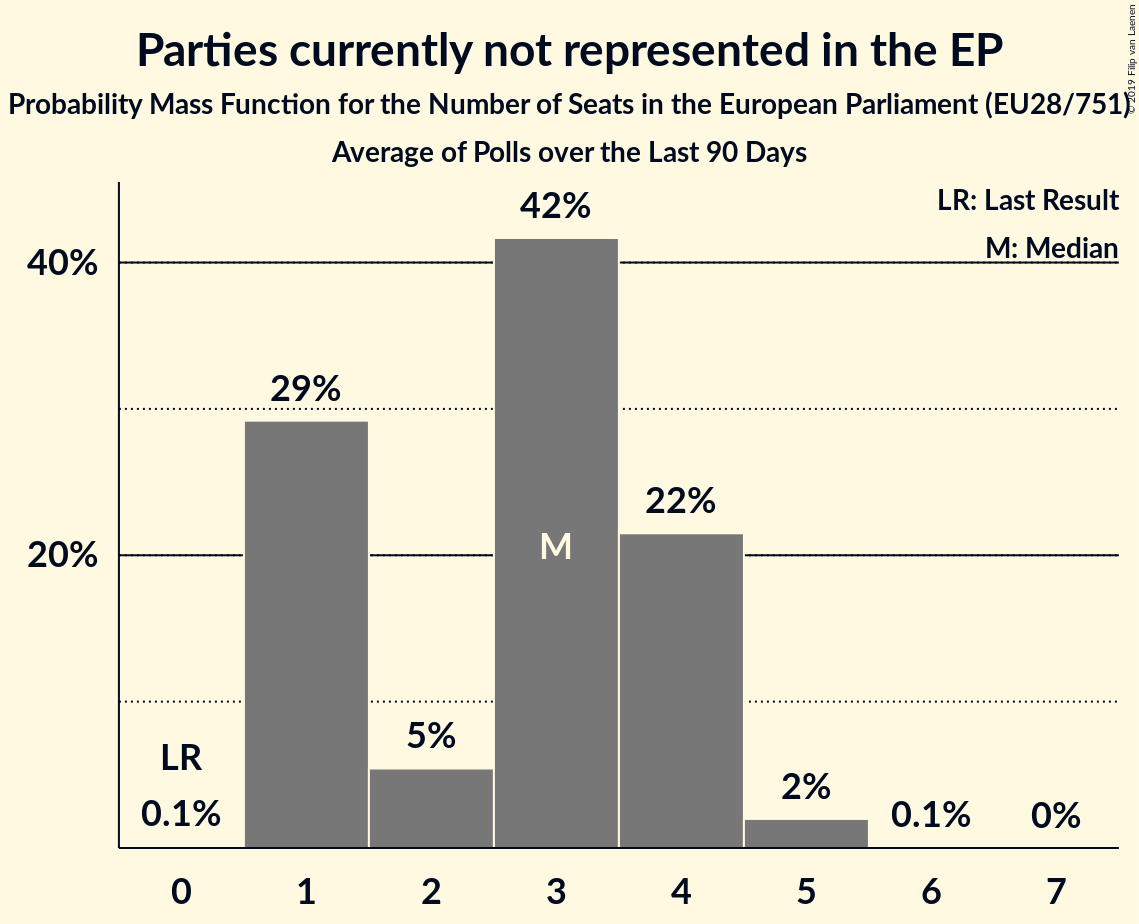 Parties currently not represented in the EP
Probability Mass Function for the Number of Seats in the European Parliament (EU28/751)
Average of Polls over the Last 90 Days
© 2019 Filip van Laenen
LR: Last Result
M: Median
42%
40%
29%
22%
M
20%
5%
LR
2%
0.1%
0.1%
0%
0 1 2 3 4 5 6 7